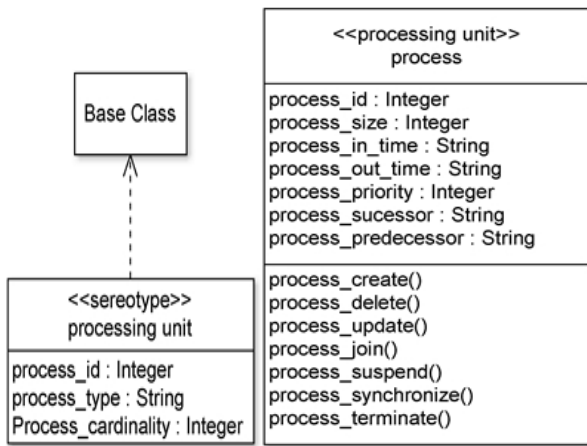 Base Class
<<sereotype>>
processing unit
process_id : Integer
process_type : String
Process_cardinality : Integer
<<processing unit>>
process
process_id : Integer
process_size : Integer
process_in_time : String
process_out_time : String
process_priority : Integer
process_sucessor : String
process_predecessor : String
process_create()
process_delete()
process_update()
process_join()
process_suspend()
process_synchronize()
process_terminate()